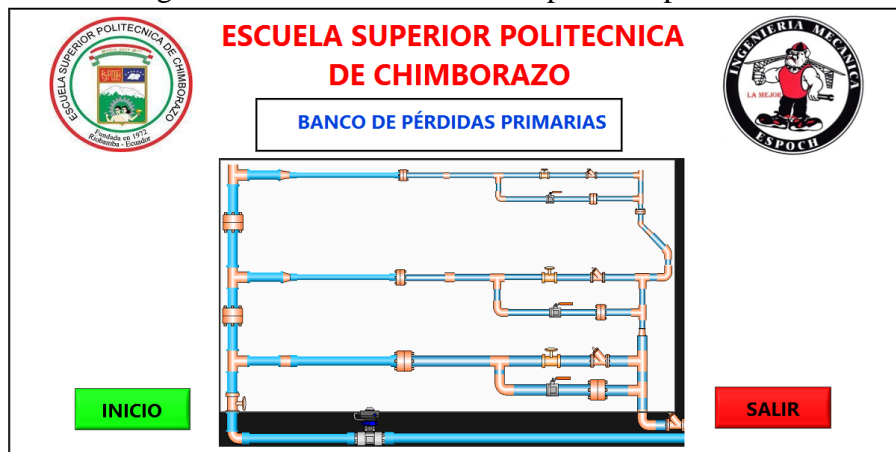 ESCUELA SUPERIOR POLITECNICA
DE CHIMBORAZO
BANCO DE PÉRDIDAS PRIMARIAS
ESCUELA SUPERIOR POLITECNICA DE CHIMBORAZO
ESPOCH
Fundada en 1972
Riobamba - Ecuador
INGENIERIA MECANICA
LA MEJOR
ESPOCH
INICIO
SALIR